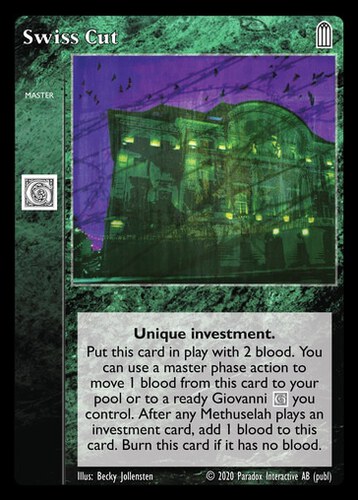 Swiss Cut
MASTER
Unique investment.
Put this card in play with 2 blood. You
can use a master phase action to
move 1 blood from this card to your
pool or to a ready Giovanni G you
control. After any Methuselah plays an
investment card, add 1 blood to this
card. Burn this card if it has no blood.
Illus: Becky Jollensten © 2020 Paradox Interactive AB (publ)